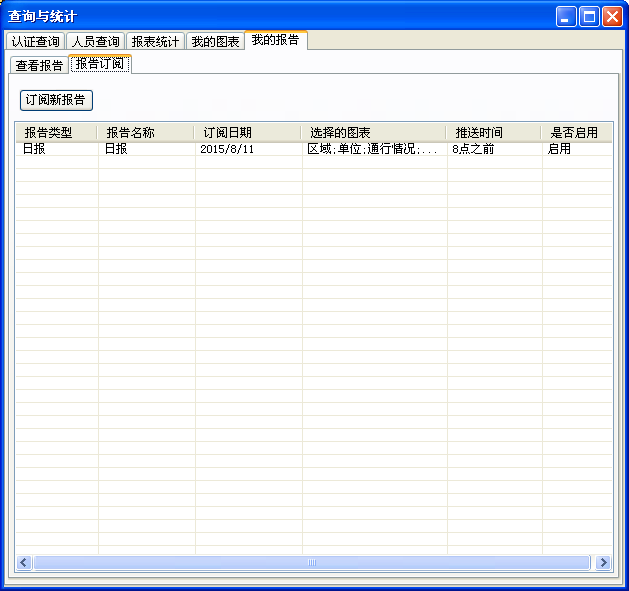 查询与统计
认证查询 人员查询 报表统计 我的图表 我的报告
查看报告 报告订阅
订阅新报告
报告类型 报告名称 订阅日期 选择的图表 推送时间 是否启用
日报 日报 2015/8/11 区域;单位;通行情况;... 8点之前 启用